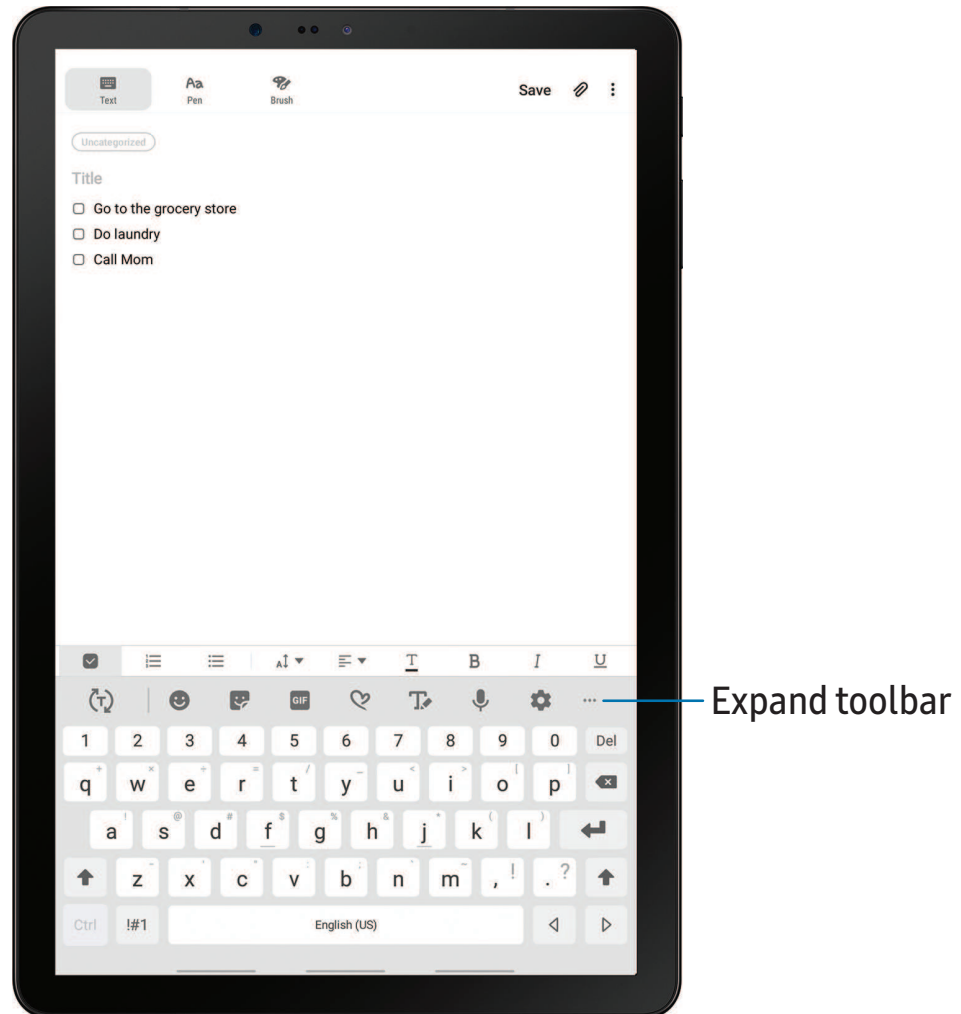 Text Aa Pen Brush Save
Uncategorized
Title
Go to the grocery store
Do laundry
Call Mom
A T B I U
T GIF T Expand toolbar
1 2 3 4 5 6 7 8 9 0 Del
q + w × e ÷ r = t / y _ u < i > o [ p ]
a ! s @ d # f $ g % h & j * k ( l )
z - x ' c " v : b ; n ' m ~ , ! . ?
Ctrl !#1 English (US)